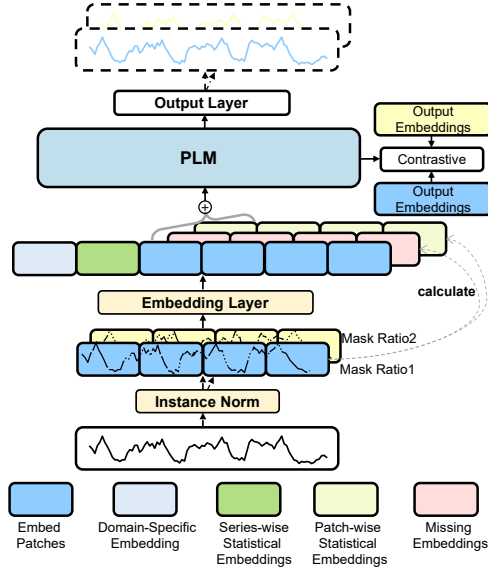 Output Layer
Output
Embeddings
PLM
Contrastive
Output
Embeddings
calculate
Embedding Layer
Mask Ratio2
Mask Ratio1
Instance Norm
Embed
Patches
Domain-Specific
Embedding
Series-wise
Statistical
Embeddings
Patch-wise
Statistical
Embeddings
Missing
Embeddings